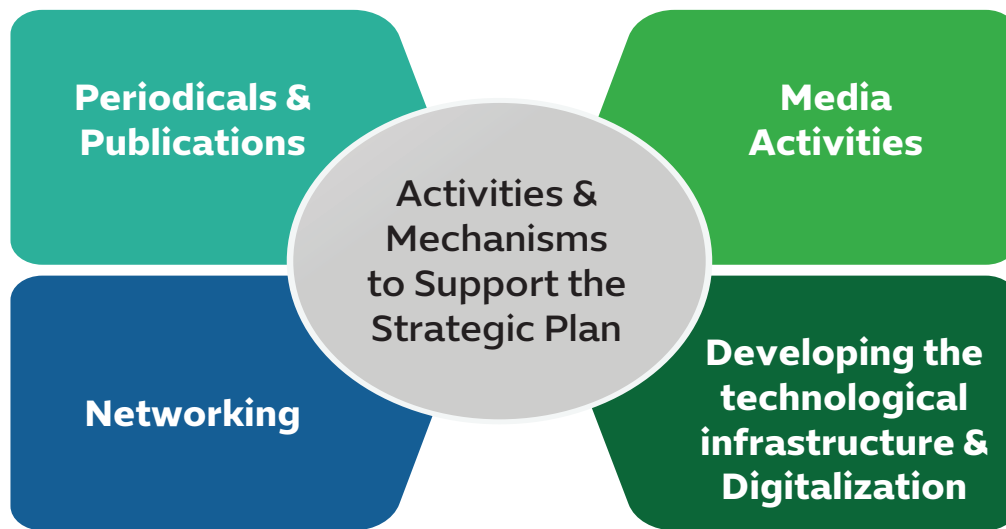 Periodicals &
Publications
Media
Activities
Activities &
Mechanisms
to Support the
Strategic Plan
Networking
Developing the
technological
infrastructure &
Digitalization